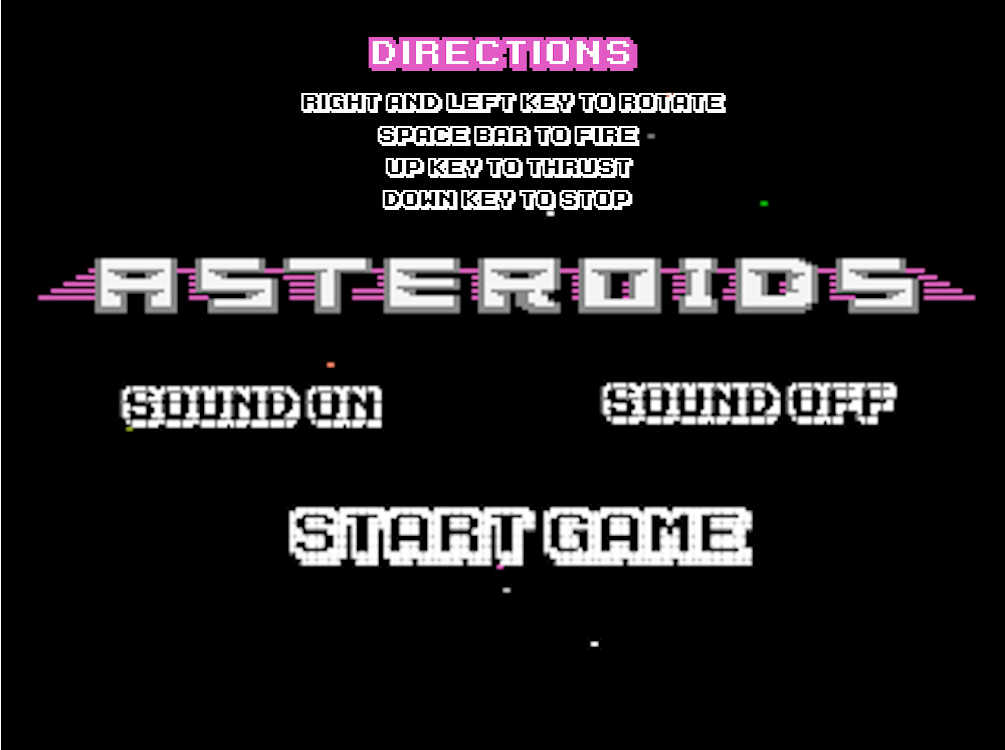 DIRECTIONS
RIGHT AND LEFT KEY TO ROTATE
SPACE BAR TO FIRE
UP KEY TO THRUST
DOWN KEY TO STOP
ASTEROIDS
SOUND ON SOUND OFF
START GAME